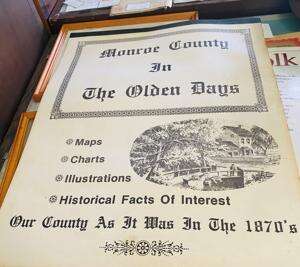 Monroe County
In
The Olden Days
Maps
Charts
Illustrations
Historical Facts Of Interest
Our County As It Was In The 1870's
olk